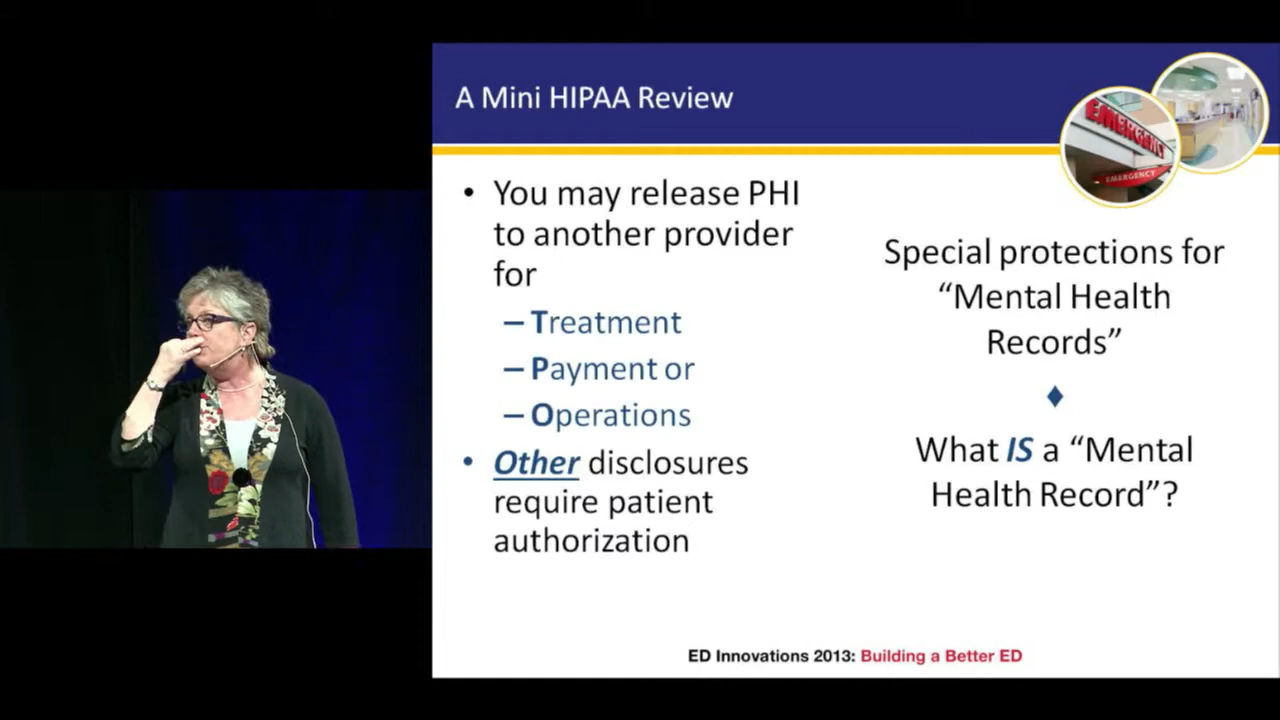 A Mini HIPAA Review
EMERGENCY
EMERGENCY
• You may release PHI
to another provider
for
– Treatment
– Payment or
– Operations
• Other disclosures
require patient
authorization
Special protections for
“Mental Health
Records”
What IS a “Mental
Health Record”?
ED Innovations 2013: Building a Better ED